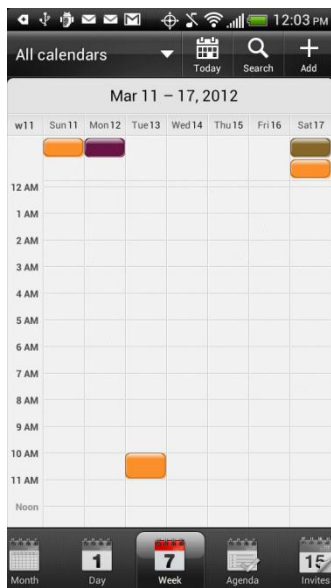 12:03 PM
All calendars
Today
Search
Add
Mar 11 – 17, 2012
w11 Sun 11 Mon 12 Tue 13 Wed 14 Thu 15 Fri 16 Sat 17
12 AM
1 AM
2 AM
3 AM
4 AM
5 AM
6 AM
7 AM
8 AM
9 AM
10 AM
11 AM
Noon
1 7 15
Month Day Week Agenda Invites